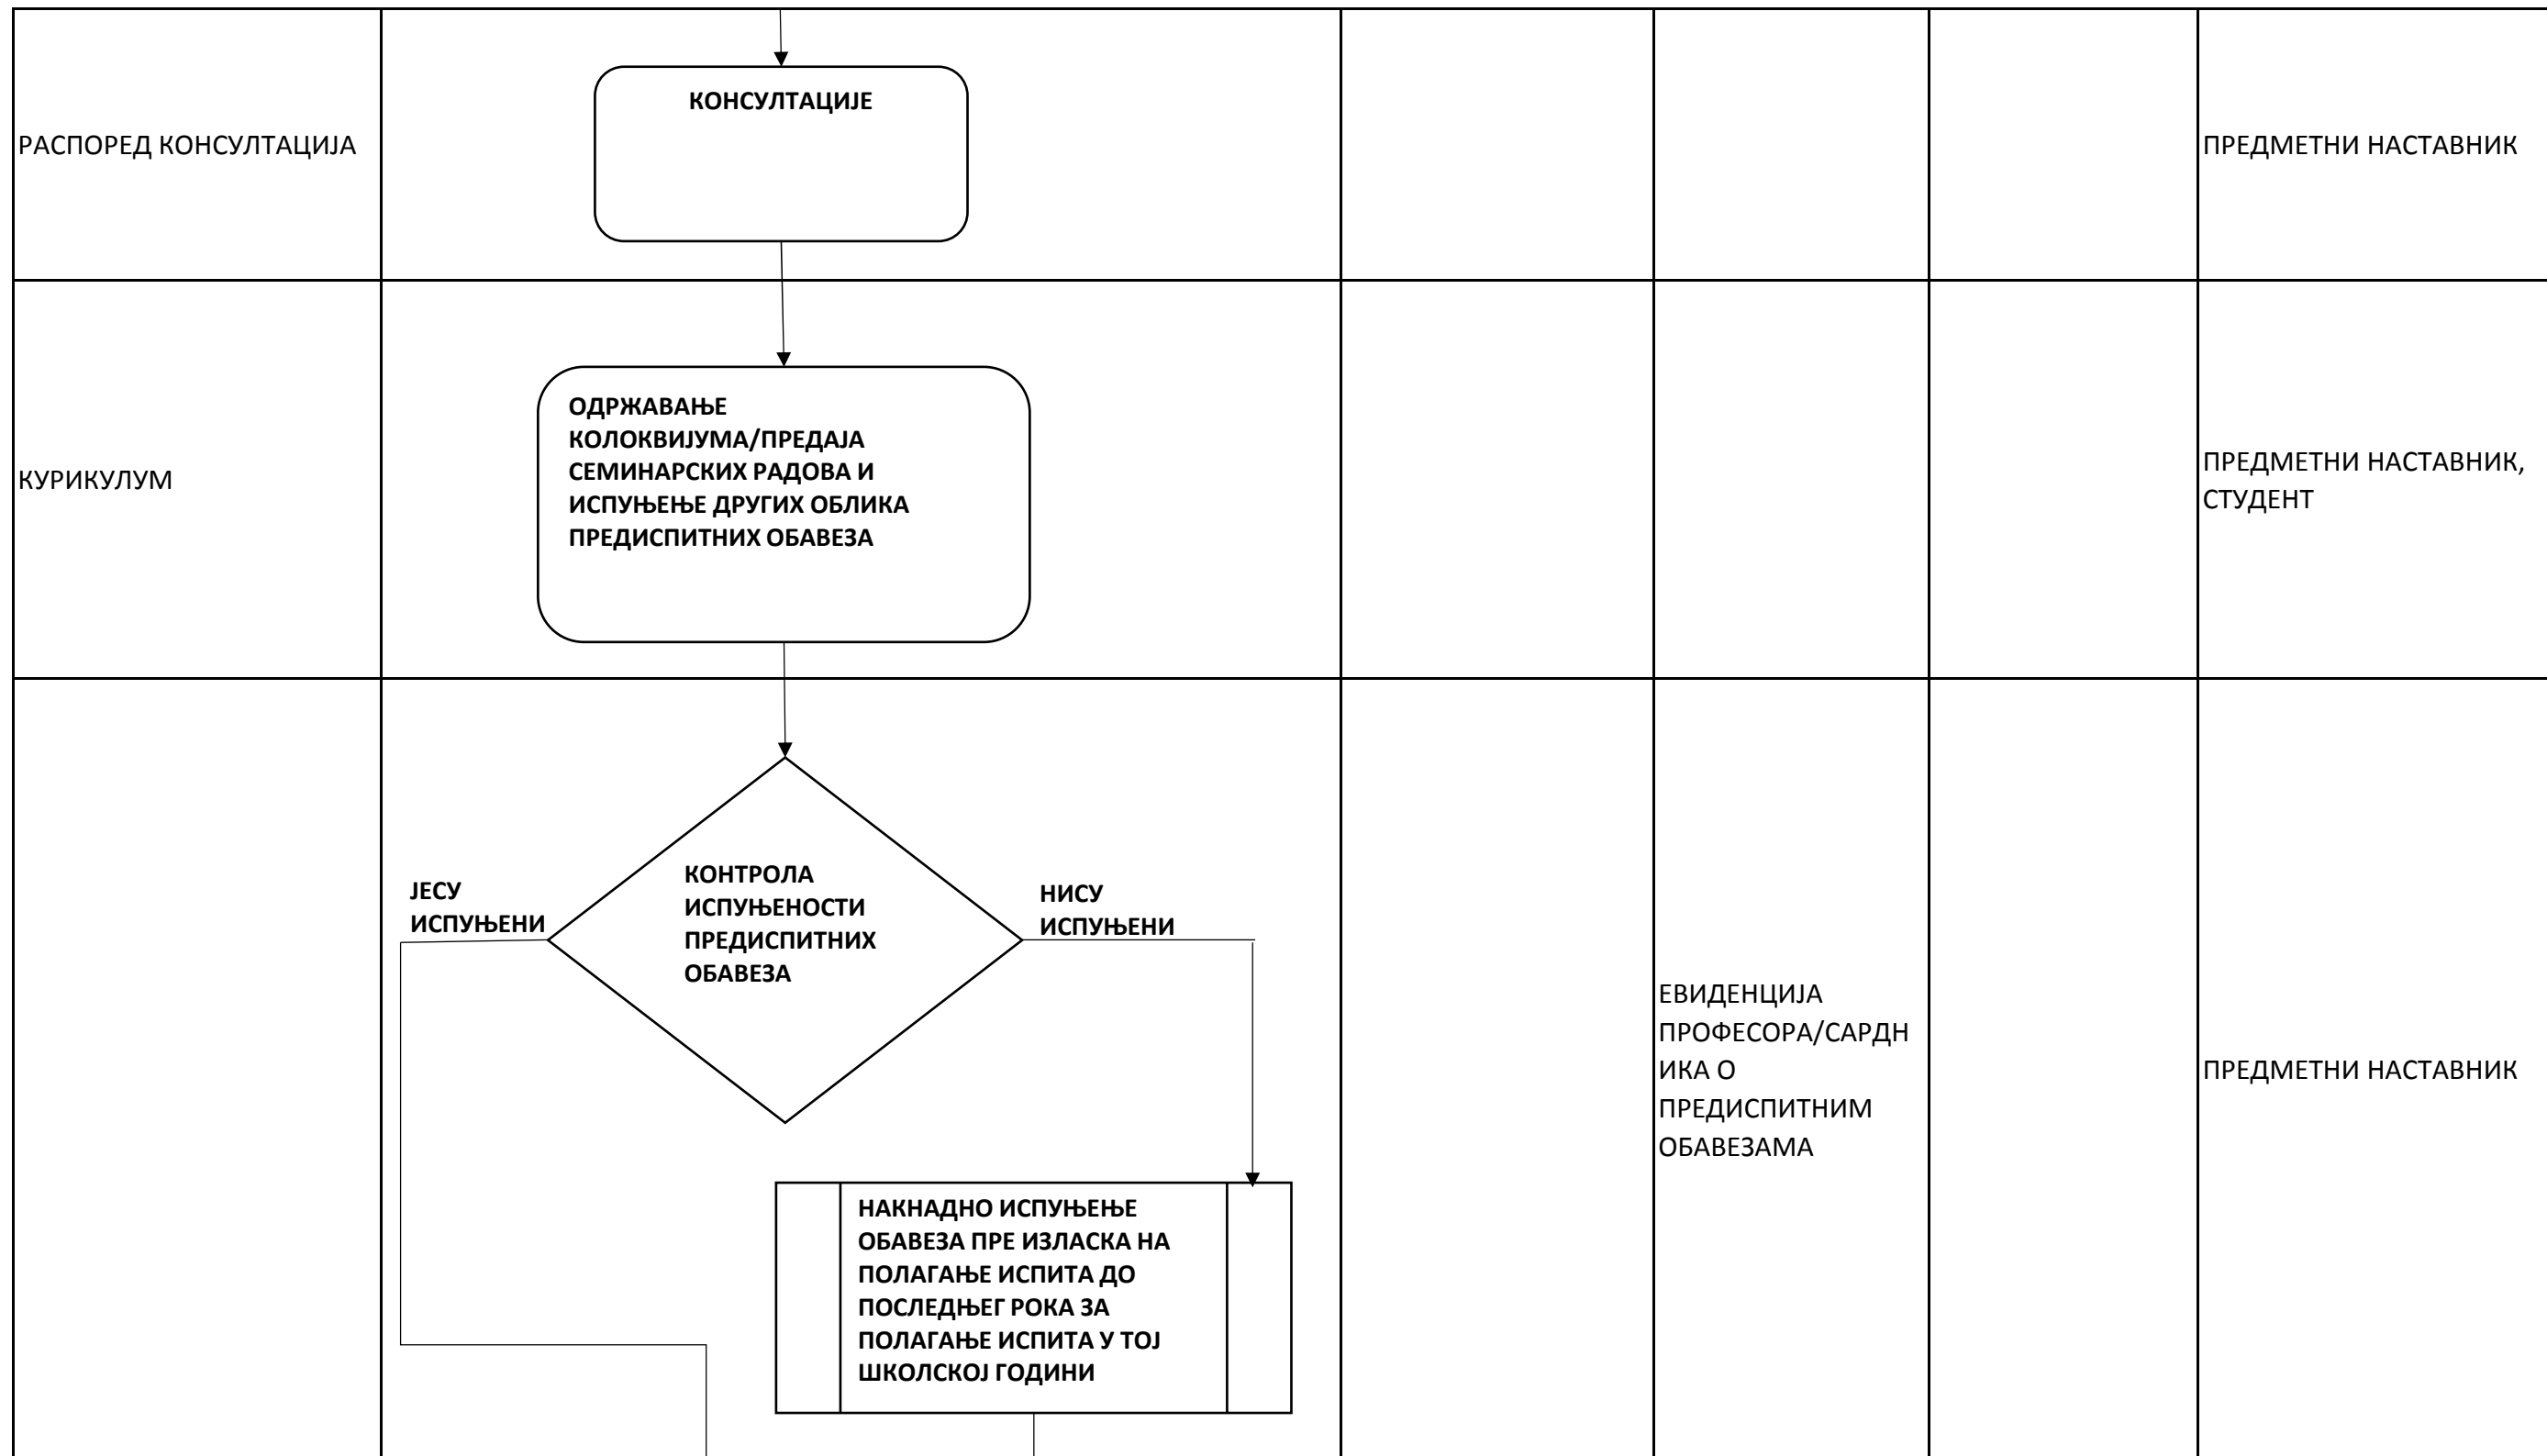 РАСПОРЕД КОНСУЛТАЦИЈА
КОНСУЛТАЦИЈЕ
ПРЕДМЕТНИ НАСТАВНИК
КУРИКУЛУМ
ОДРЖАВАЊЕ
КОЛОКВИЈУМА/ПРЕДАЈА
СЕМИНАРСКИХ РАДОВА И
ИСПУЊЕЊЕ ДРУГИХ ОБЛИКА
ПРЕДИСПИТНИХ ОБАВЕЗА
ПРЕДМЕТНИ НАСТАВНИК,
СТУДЕНТ
ЈЕСУ
ИСПУЊЕНИ
КОНТРОЛА
ИСПУЊЕНОСТИ
ПРЕДИСПИТНИХ
ОБАВЕЗА
НИСУ
ИСПУЊЕНИ
НАКНАДНО ИСПУЊЕЊЕ
ОБАВЕЗА ПРЕ ИЗЛАСКА НА
ПОЛАГАЊЕ ИСПИТА ДО
ПОСЛЕДЊЕГ РОКА ЗА
ПОЛАГАЊЕ ИСПИТА У ТОЈ
ШКОЛСКОЈ ГОДИНИ
ЕВИДЕНЦИЈА
ПРОФЕСОРА/САРДН
ИКА О
ПРЕДИСПИТНИМ
ОБАВЕЗАМА
ПРЕДМЕТНИ НАСТАВНИК